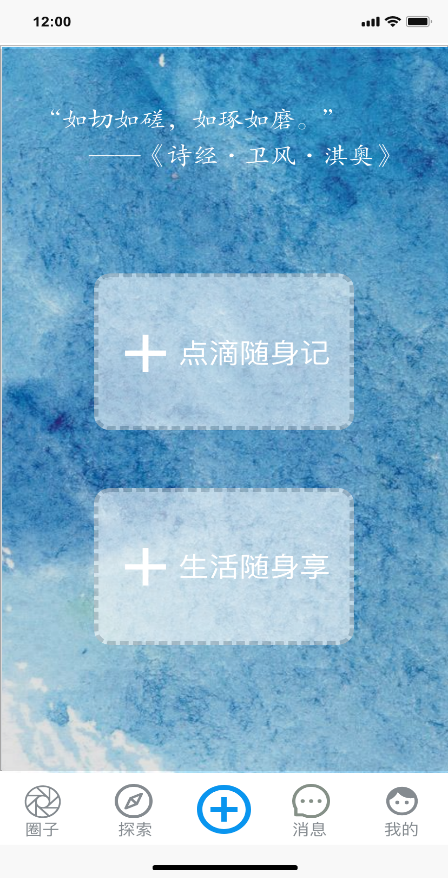 12:00
“如切如磋，如琢如磨。”
——《诗经·卫风·淇奥》
点滴随身记
生活随身享
圈子 探索 消息 我的